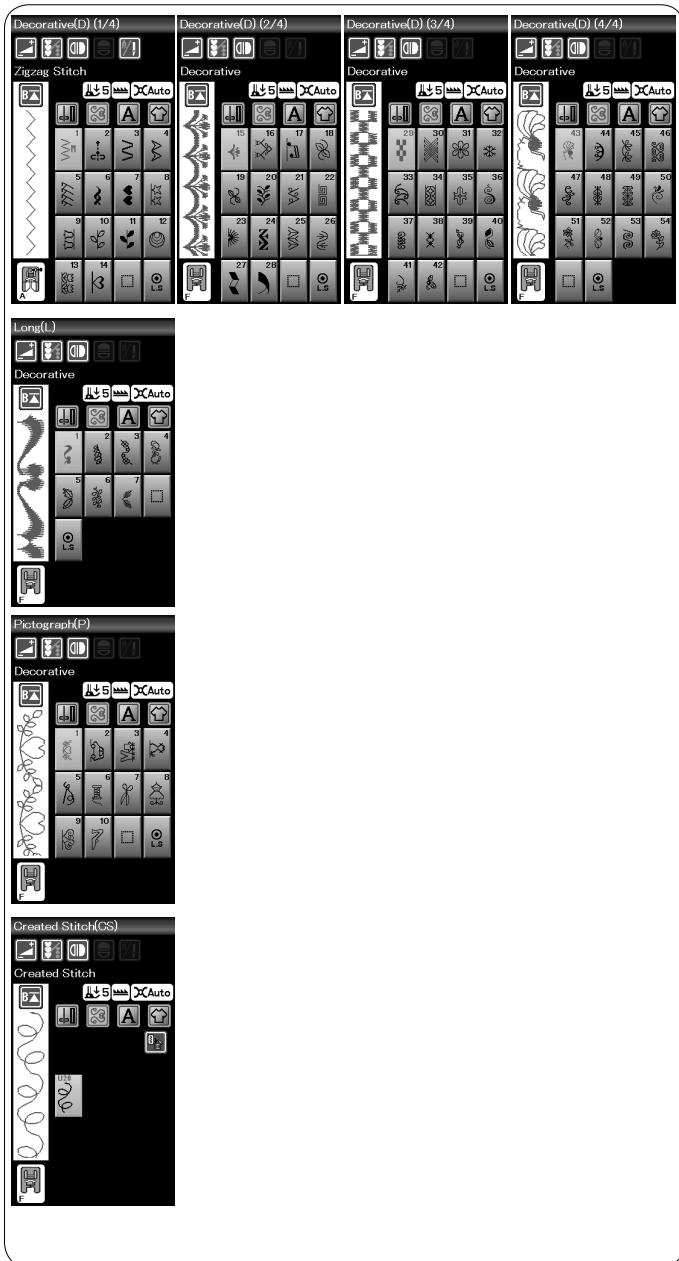 Decorative(D) (1/4)
Zigzag Stitch
B
5
Auto
A
1 2 3 4
M
5 6 7 8
9 10 11 12
13 14
L.S
A
Decorative(D) (2/4)
Decorative
B
5
Auto
A
15 16 17 18
19 20 21 22
23 24 25 26
27 28
L.S
F
Decorative(D) (3/4)
Decorative
B
5
Auto
A
29 30 31 32
33 34 35 36
37 38 39 40
41 42
L.S
F
Decorative(D) (4/4)
Decorative
B
5
Auto
A
43 44 45 46
47 48 49 50
51 52 53 54
L.S
F
Long(L)
Decorative
B
5
Auto
A
1 2 3 4
5 6 7
L.S
F
Pictograph(P)
Decorative
B
5
Auto
A
1 2 3 4
5 6 7 8
9 10
L.S
F
Created Stitch(CS)
Created Stitch
B
5
Auto
A
U20
F